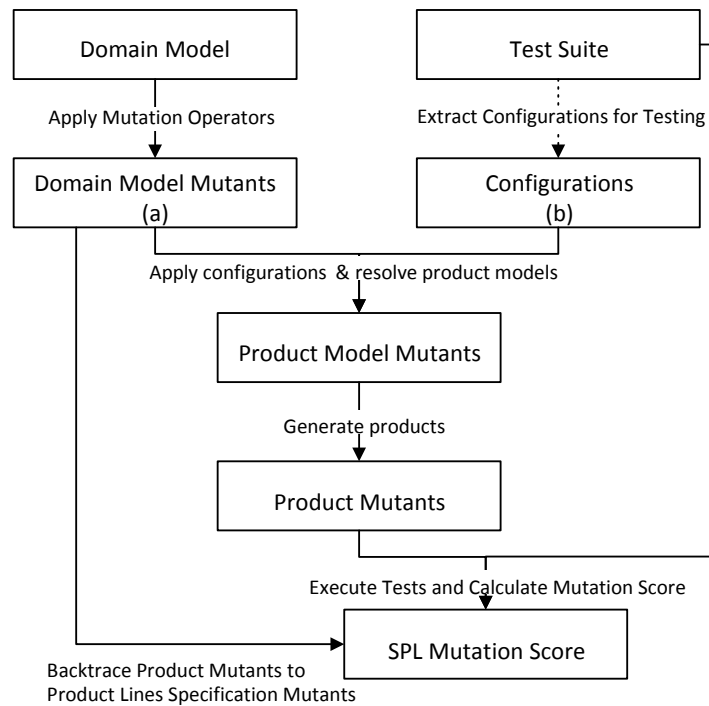 Domain Model
Test Suite
Apply Mutation Operators
Extract Configurations for Testing
Domain Model Mutants
(a)
Configurations
(b)
Apply configurations & resolve product models
Product Model Mutants
Generate products
Product Mutants
Execute Tests and Calculate Mutation Score
SPL Mutation Score
Backtrace Product Mutants to
Product Lines Specification Mutants